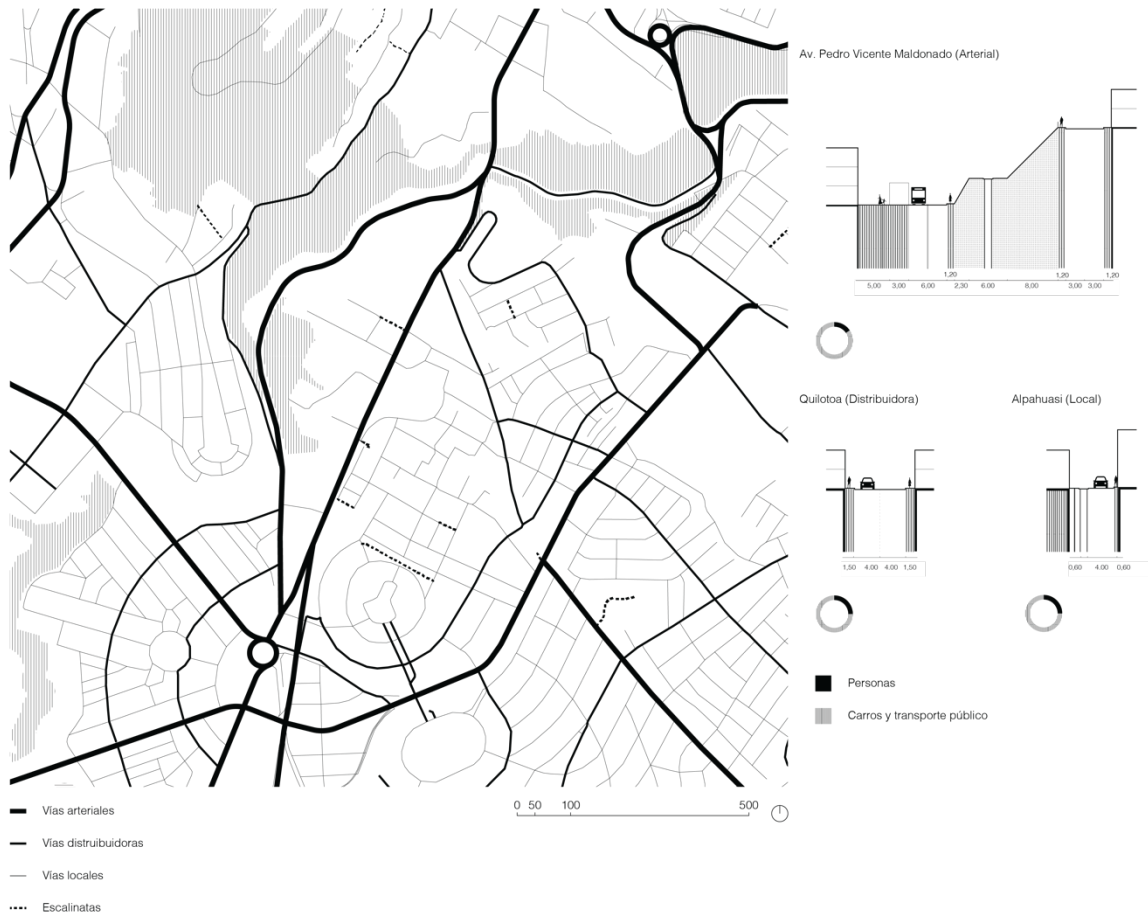 Av. Pedro Vicente Maldonado (Arterial)
1,20 1,20 1,20
5,00 3,00 6,00 2,30 6.00 8,00 3,00 3,00
Quilotoa (Distribuidora)
Alpahuasi (Local)
1,50 4.00 4.00 1,50
0,60 4.00 0,60
Personas
Carros y transporte público
Vías arteriales
Vías distruibuidoras
Vías locales
Escalinatas
0 50 100 500